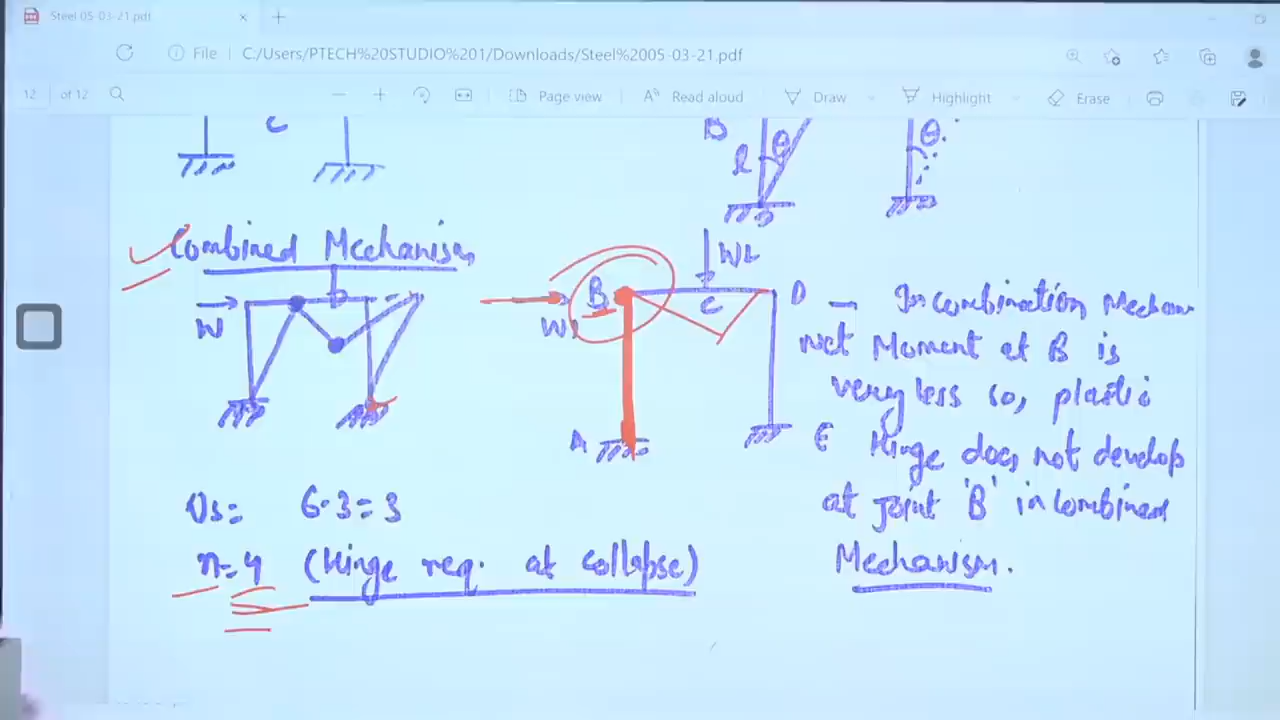 Steel 05-03-21.pdf
File C:/Users/PTECH%20STUDIO%201/Downloads/Steel%2005-03-21.pdf
12 of 12
Page view
Read aloud
Draw
Highlight
Erase
C
B
l
θ
θ
Combined Mechanism
W
W1
B
W2
C
D
A
E
– In combination Mechan
net Moment at B is
very less so, plastic
Hinge does not develop
at joint 'B' in combined
Mechanism.
Ds= 6-3=3
n=4 (Hinge req. at collapse)